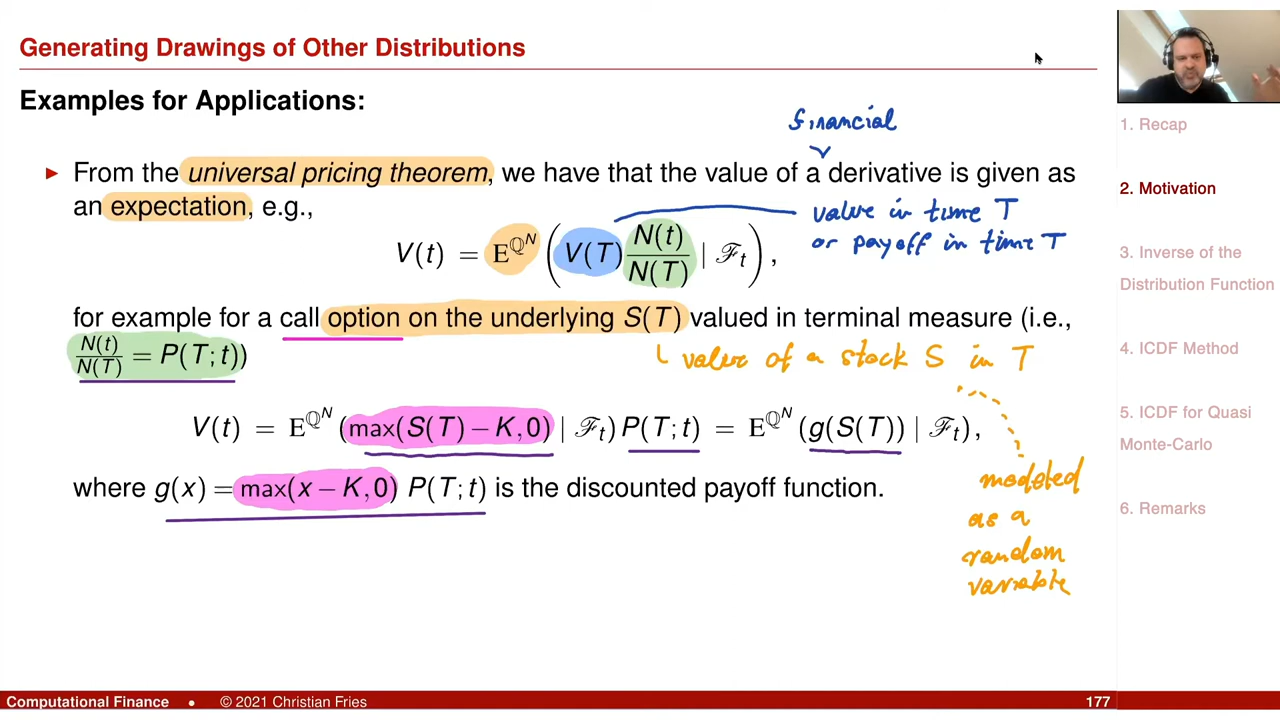 Generating Drawings of Other Distributions
Examples for Applications:
financial
▸ From the universal pricing theorem, we have that the value of a derivative is given as
an expectation, e.g.,
value in time T
or payoff in time T
V(t) = E^{ℚ^N} ( V(T) N(t)/N(T) | ℱ_t ),
for example for a call option on the underlying S(T) valued in terminal measure (i.e.,
N(t)/N(T) = P(T;t))
value of a stock S in T
V(t) = E^{ℚ^N} (max(S(T) − K, 0) | ℱ_t) P(T;t) = E^{ℚ^N} (g(S(T)) | ℱ_t),
modeled
as a
random
variable
where g(x) = max(x − K, 0) P(T;t) is the discounted payoff function.
1. Recap
2. Motivation
3. Inverse of the
Distribution Function
4. ICDF Method
5. ICDF for Quasi
Monte-Carlo
6. Remarks
Computational Finance • © 2021 Christian Fries 177